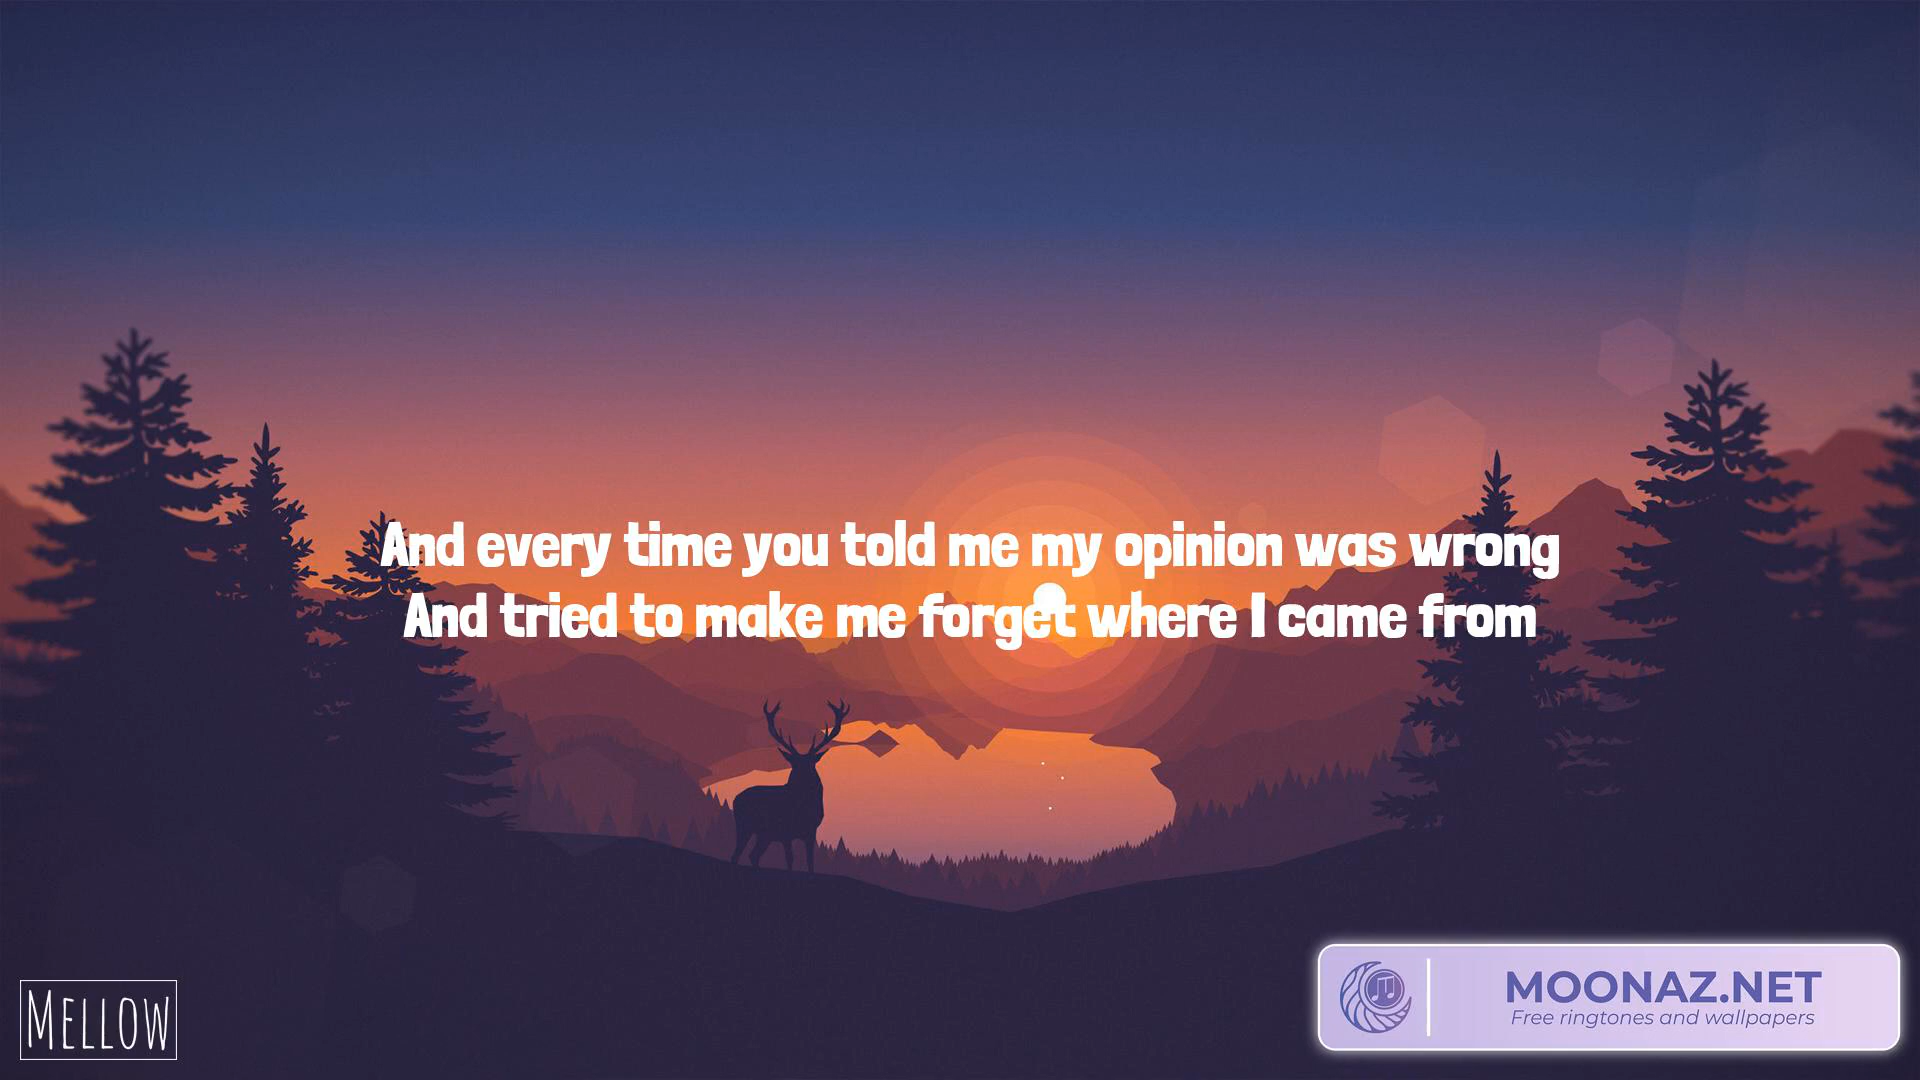 And every time you told me my opinion was wrong
And tried to make me forget where I came from
MELLOW
MOONAZ.NET
Free ringtones and wallpapers